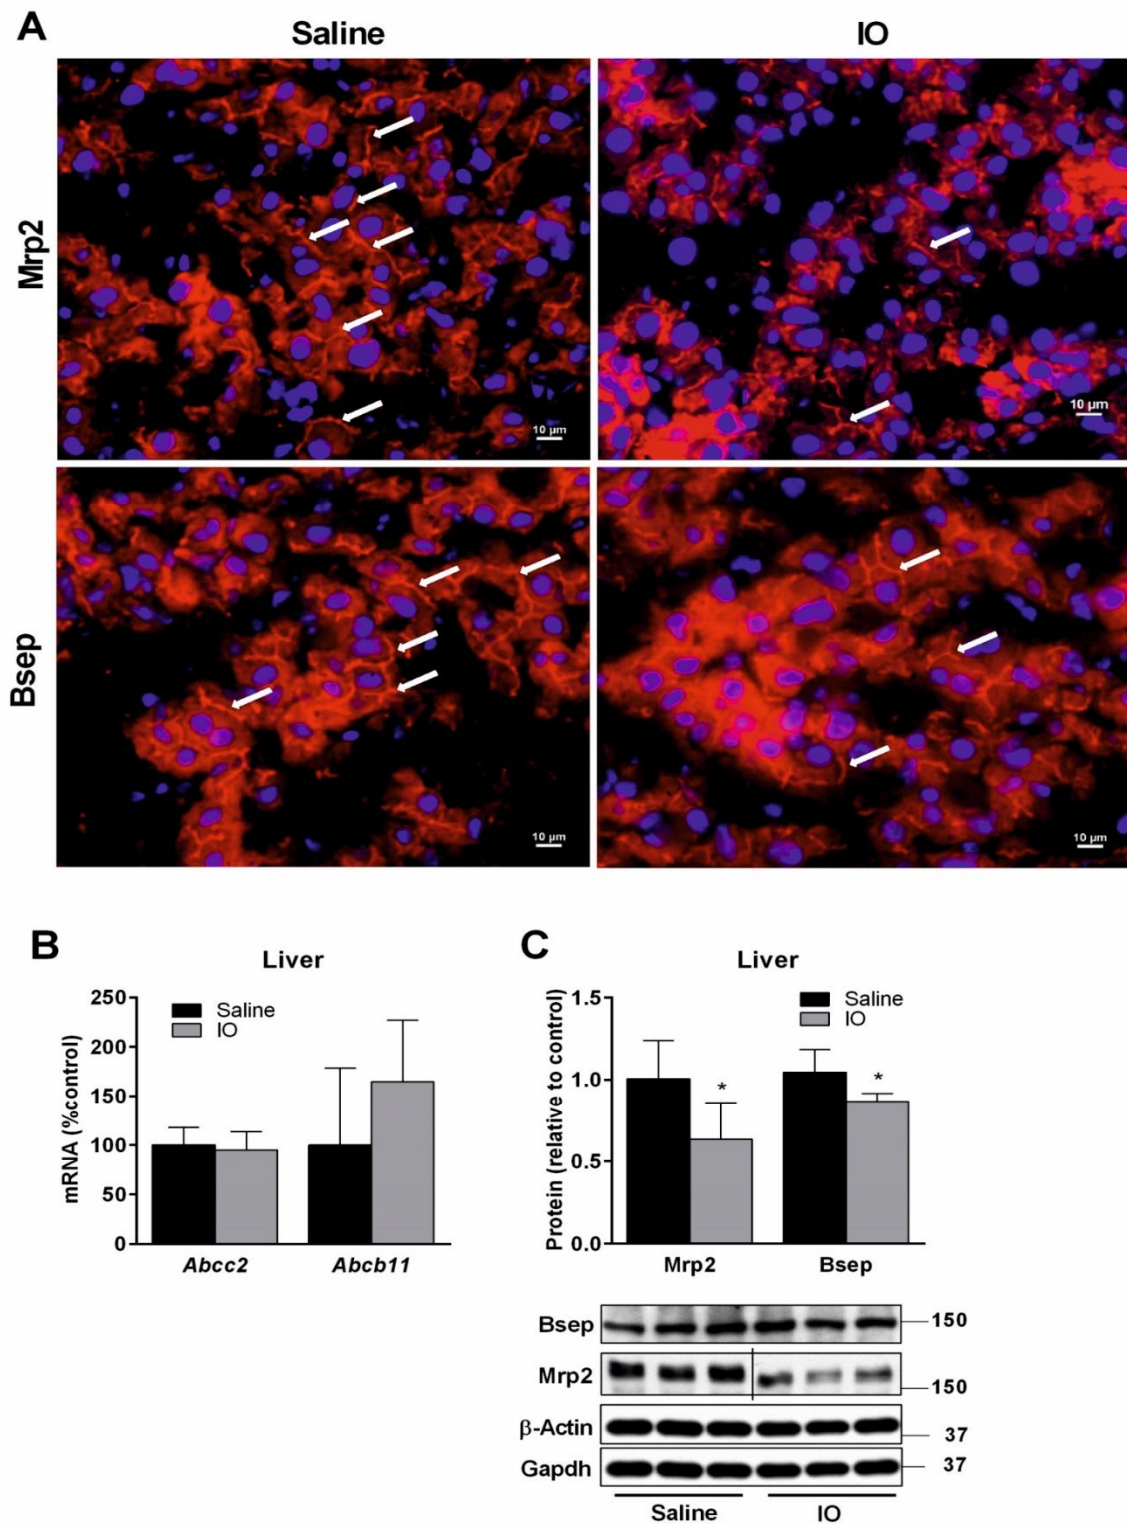 A
Saline
IO
Mrp2
10 µm
10 µm
Bsep
10 µm
10 µm
B
Liver
Saline
IO
mRNA (%control)
250
200
150
100
50
0
Abcc2
Abcb11
C
Liver
Saline
IO
Protein (relative to control)
1.5
1.0
0.5
0.0
*
*
Mrp2
Bsep
Bsep
150
Mrp2
150
β-Actin
37
Gapdh
37
Saline
IO